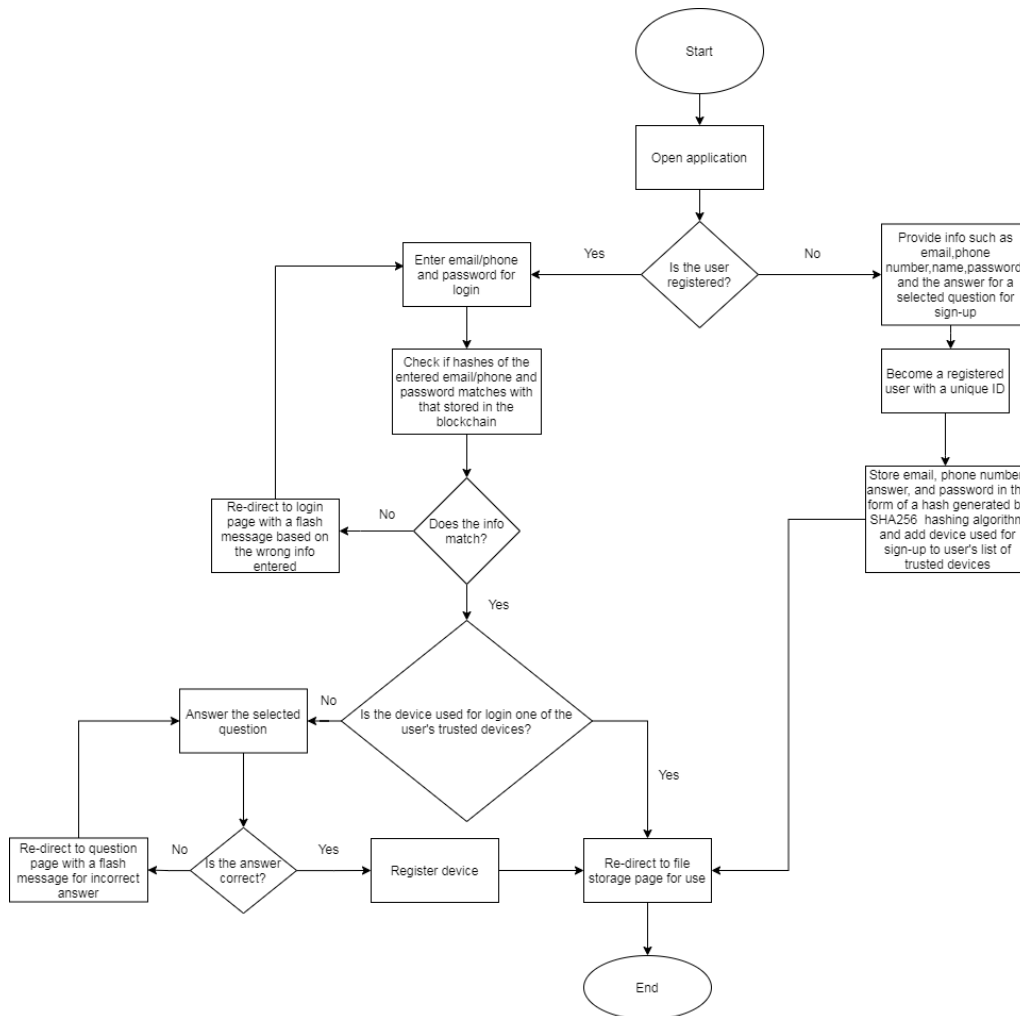 Start
Open application
Is the user
registered?
Yes
No
Enter email/phone
and password for
login
Provide info such as
email,phone
number,name,password,
and the answer for a
selected question for
sign-up
Check if hashes of the
entered email/phone and
password matches with
that stored in the
blockchain
Become a registered
user with a unique ID
Store email, phone number,
answer, and password in th
form of a hash generated b
SHA256 hashing algorithm
and add device used for
sign-up to user's list of
trusted devices
Does the info
match?
No
Re-direct to login
page with a flash
message based on
the wrong info
entered
Yes
Is the device used for login one of the
user's trusted devices?
No
Answer the selected
question
Yes
Is the answer
correct?
No
Re-direct to question
page with a flash
message for incorrect
answer
Yes
Register device
Re-direct to file
storage page for use
End